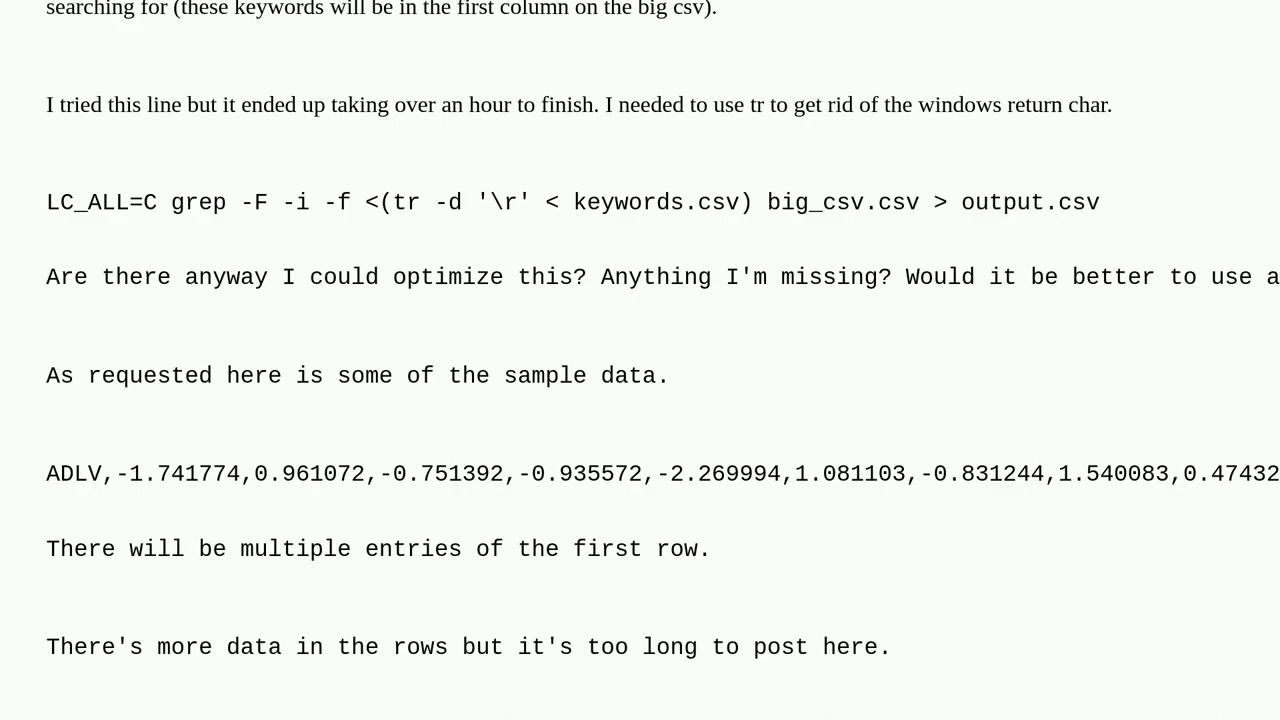 searching for (these keywords will be in the first column on the big csv).
I tried this line but it ended up taking over an hour to finish. I needed to use tr to get rid of the windows return char.
LC_ALL=C grep -F -i -f <(tr -d '\r' < keywords.csv) big_csv.csv > output.csv
Are there anyway I could optimize this? Anything I'm missing? Would it be better to use a
As requested here is some of the sample data.
ADLV,-1.741774,0.961072,-0.751392,-0.935572,-2.269994,1.081103,-0.831244,1.540083,0.47432
There will be multiple entries of the first row.
There's more data in the rows but it's too long to post here.